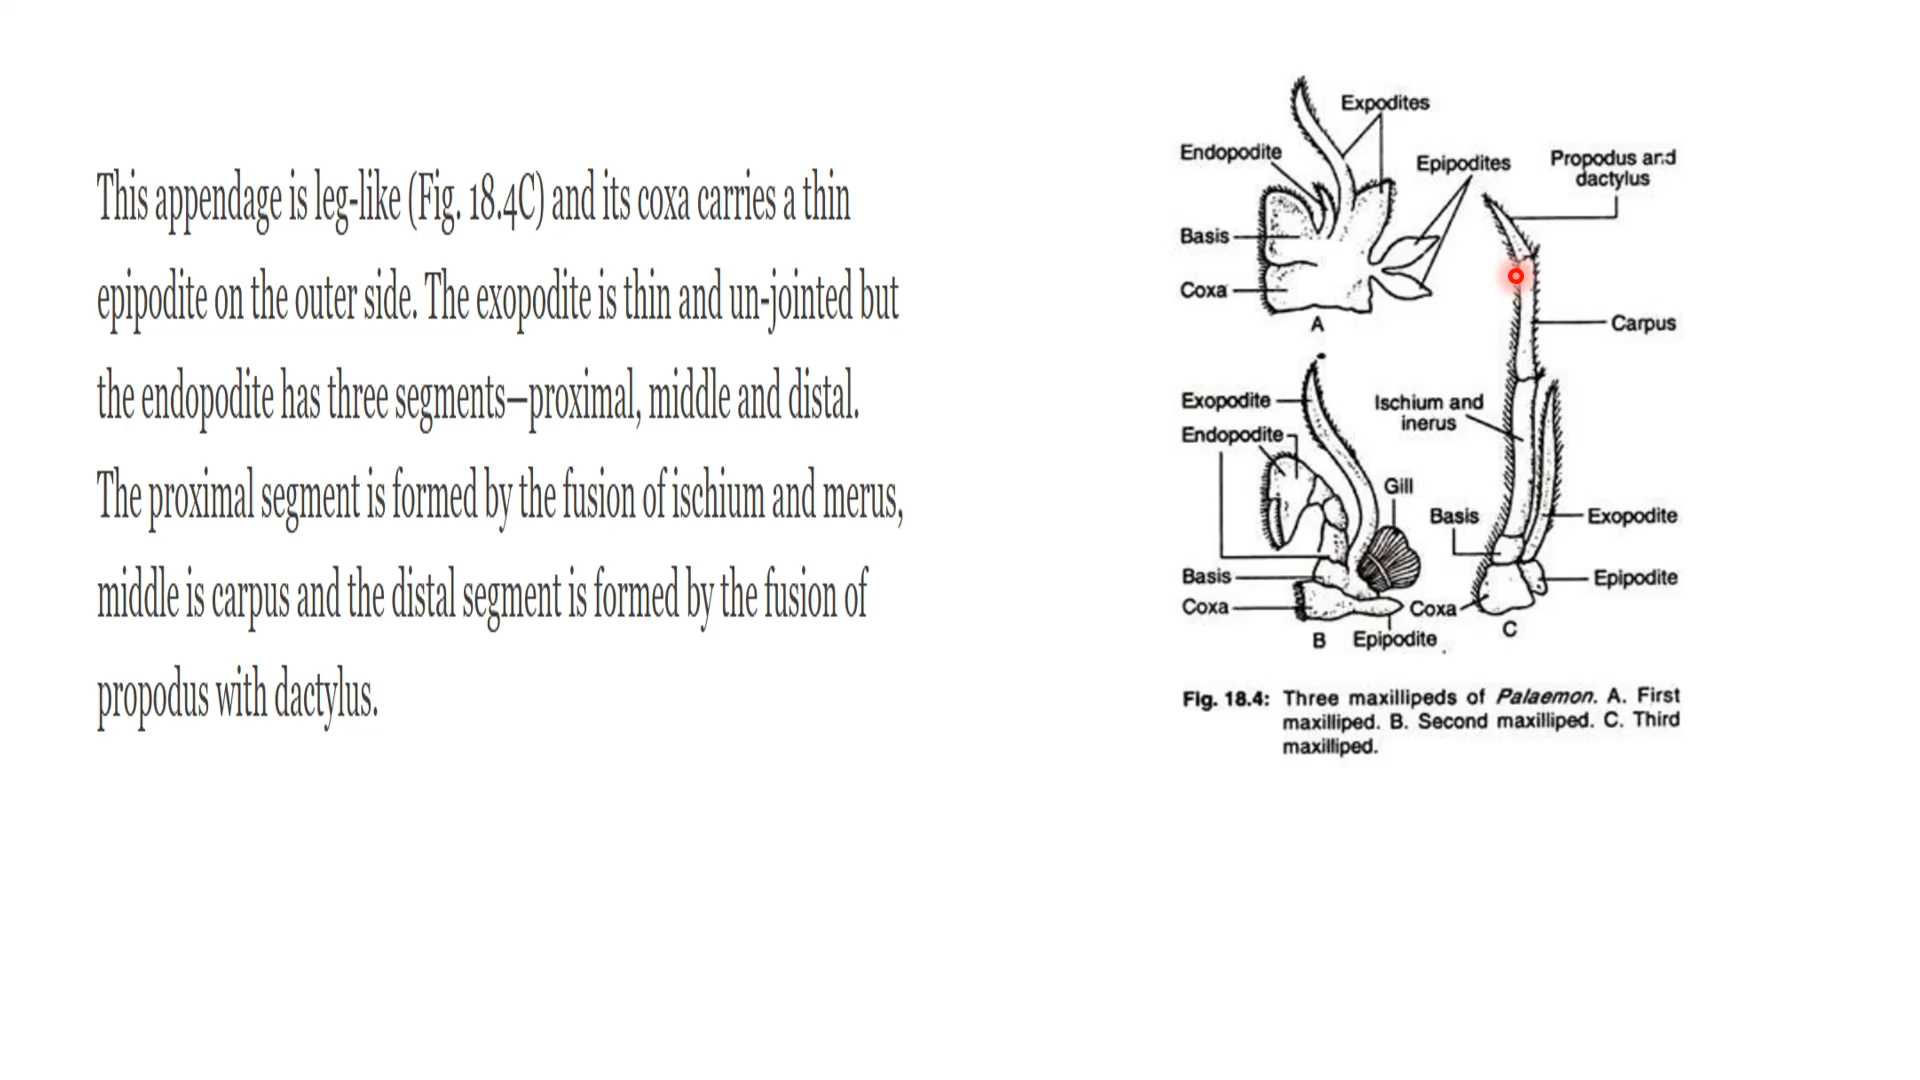 This appendage is leg-like (Fig. 18.4C) and its coxa carries a thin
epipodite on the outer side. The exopodite is thin and un-jointed but
the endopodite has three segments—proximal, middle and distal.
The proximal segment is formed by the fusion of ischium and merus,
middle is carpus and the distal segment is formed by the fusion of
propodus with dactylus.
Expodites
Endopodite
Epipodites
Propodus and
dactylus
Basis
Coxa
A
Carpus
Exopodite
Endopodite
Ischium and
inerus
Gill
Basis
Exopodite
Basis
Epipodite
Coxa
Coxa
B
Epipodite
C
Fig. 18.4: Three maxillipeds of Palaemon. A. First
maxilliped. B. Second maxilliped. C. Third
maxilliped.